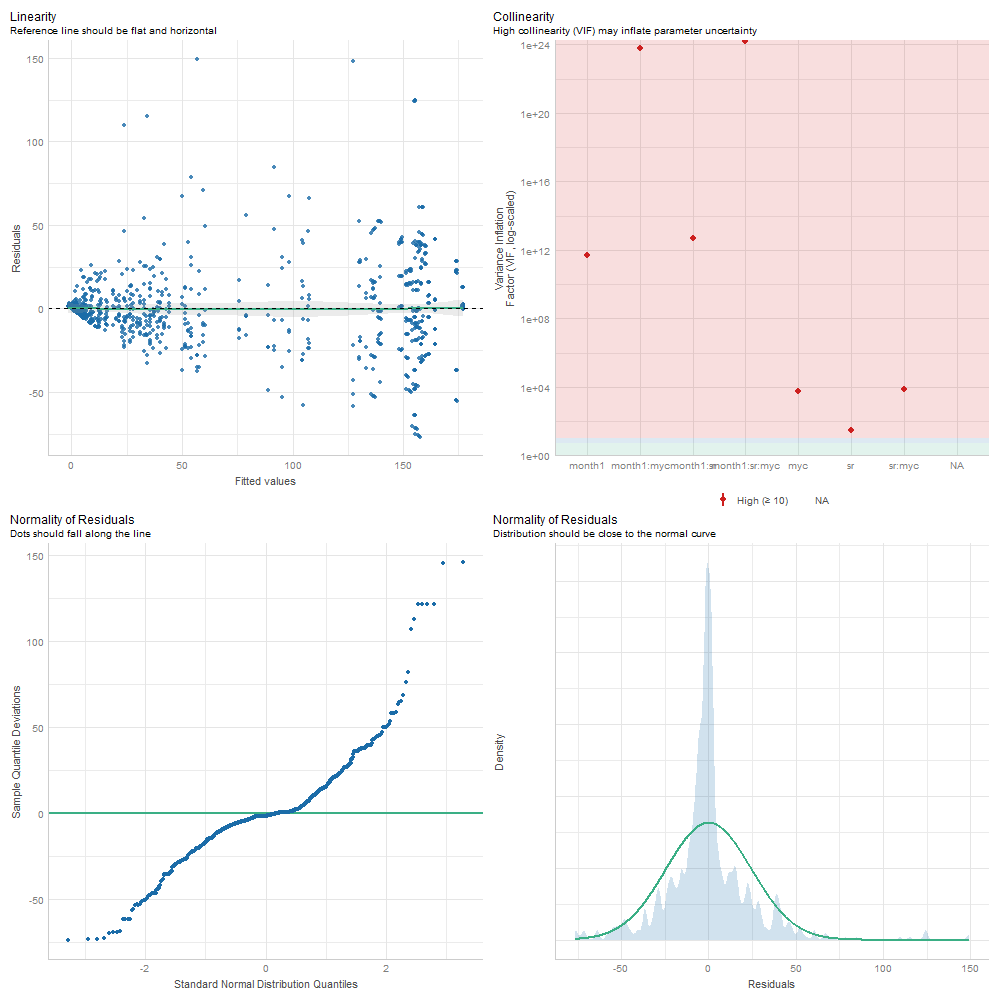 Linearity
Reference line should be flat and horizontal
150
100
50
0
-50
Residuals
0
50
100
150
Fitted values
Collinearity
High collinearity (VIF) may inflate parameter uncertainty
1e+24
1e+20
1e+16
1e+12
1e+08
1e+04
1e+00
Variance Inflation
Factor (VIF, log-scaled)
month1
month1:myc
month1:sr
month1:sr:myc
myc
sr
sr:myc
NA
High (≥ 10)
NA
Normality of Residuals
Dots should fall along the line
150
100
50
0
-50
Sample Quantile Deviations
-2
0
2
Standard Normal Distribution Quantiles
Normality of Residuals
Distribution should be close to the normal curve
Density
-50
0
50
100
150
Residuals